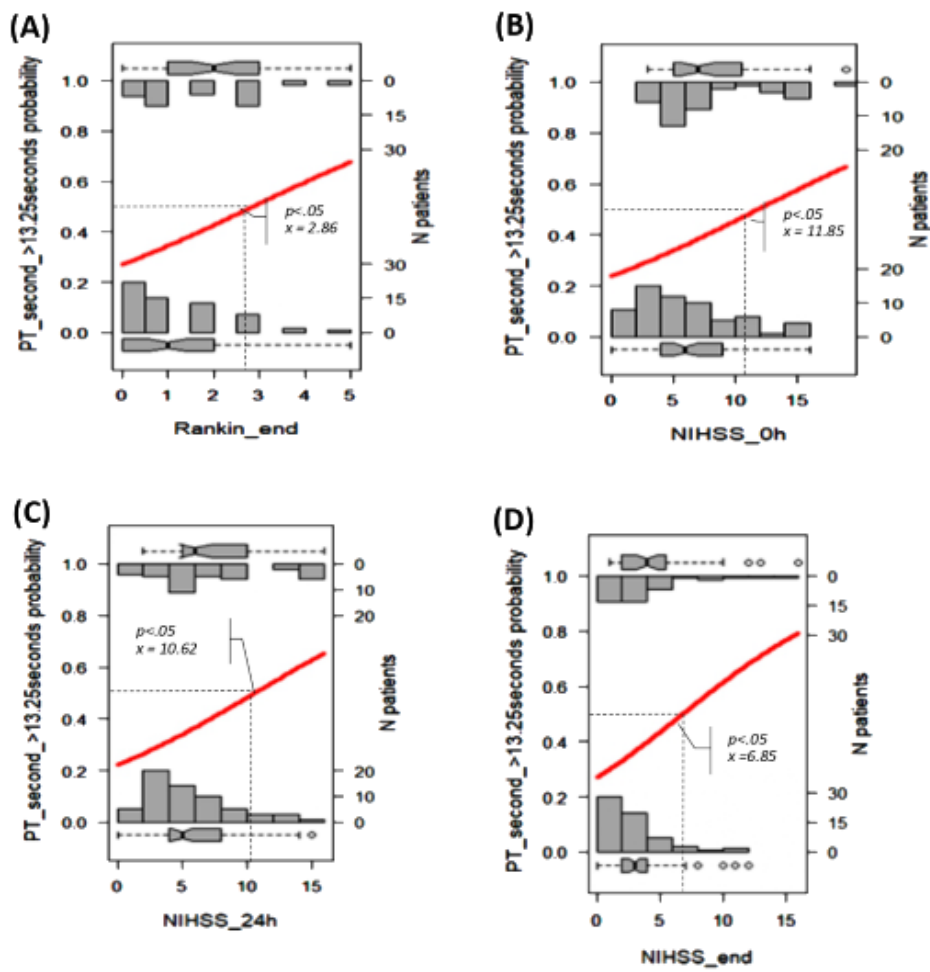 (A)
PT_second_>13.25seconds probability
1.0
0.8
0.6
0.4
0.2
0.0
0
15
30
30
15
0
N patients
p<.05
x = 2.86
0 1 2 3 4 5
Rankin_end
(B)
PT_second_>13.25seconds probability
1.0
0.8
0.6
0.4
0.2
0.0
0
10
20
20
10
0
N patients
p<.05
x = 11.85
0 5 10 15
NIHSS_0h
(C)
PT_second_>13.25seconds probability
1.0
0.8
0.6
0.4
0.2
0.0
0
10
20
20
10
0
N patients
p<.05
x = 10.62
0 5 10 15
NIHSS_24h
(D)
PT_second_>13.25seconds probability
1.0
0.8
0.6
0.4
0.2
0.0
0
15
30
30
15
0
N patients
p<.05
x =6.85
0 5 10 15
NIHSS_end